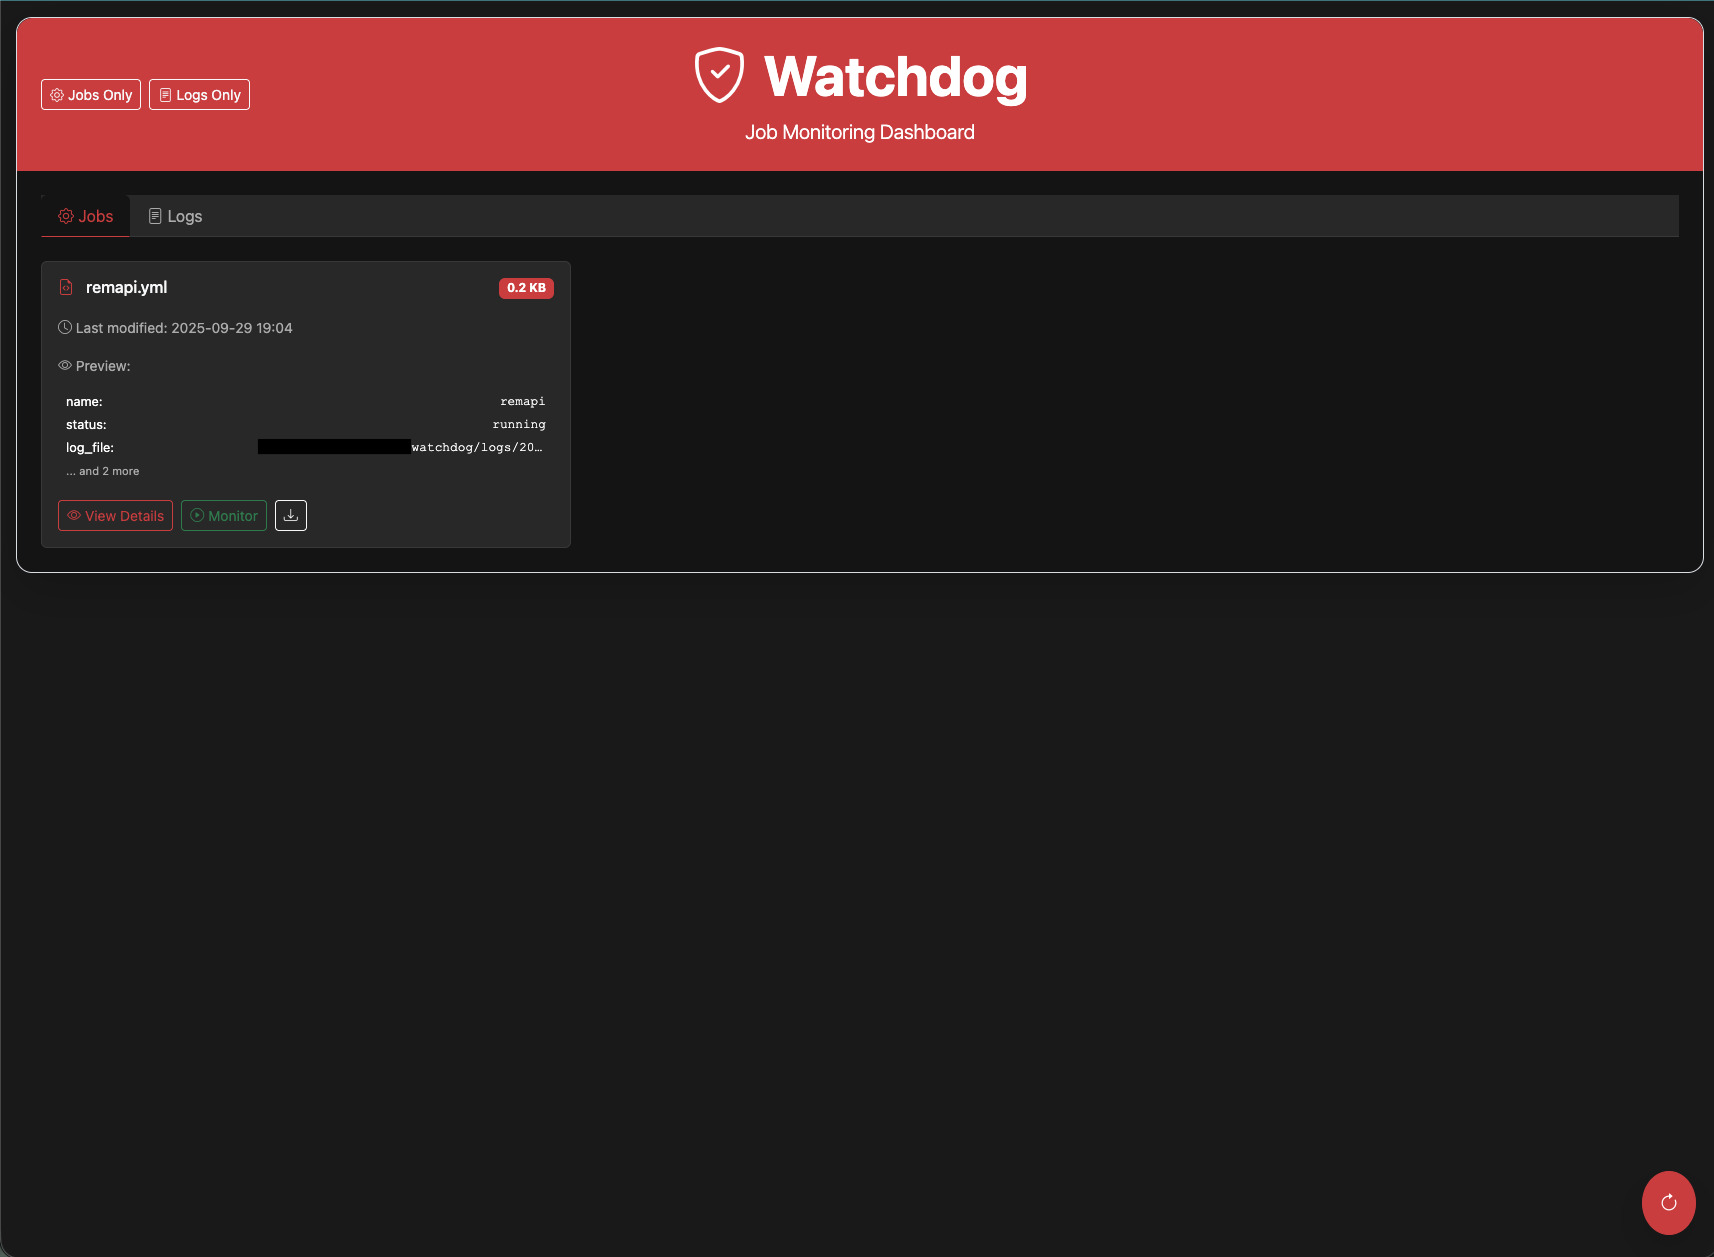 Watchdog
Job Monitoring Dashboard
Jobs Only Logs Only
Jobs Logs
remapi.yml 0.2 KB
Last modified: 2025-09-29 19:04
Preview:
name: remapi
status: running
log_file: watchdog/logs/20…
... and 2 more
View Details Monitor